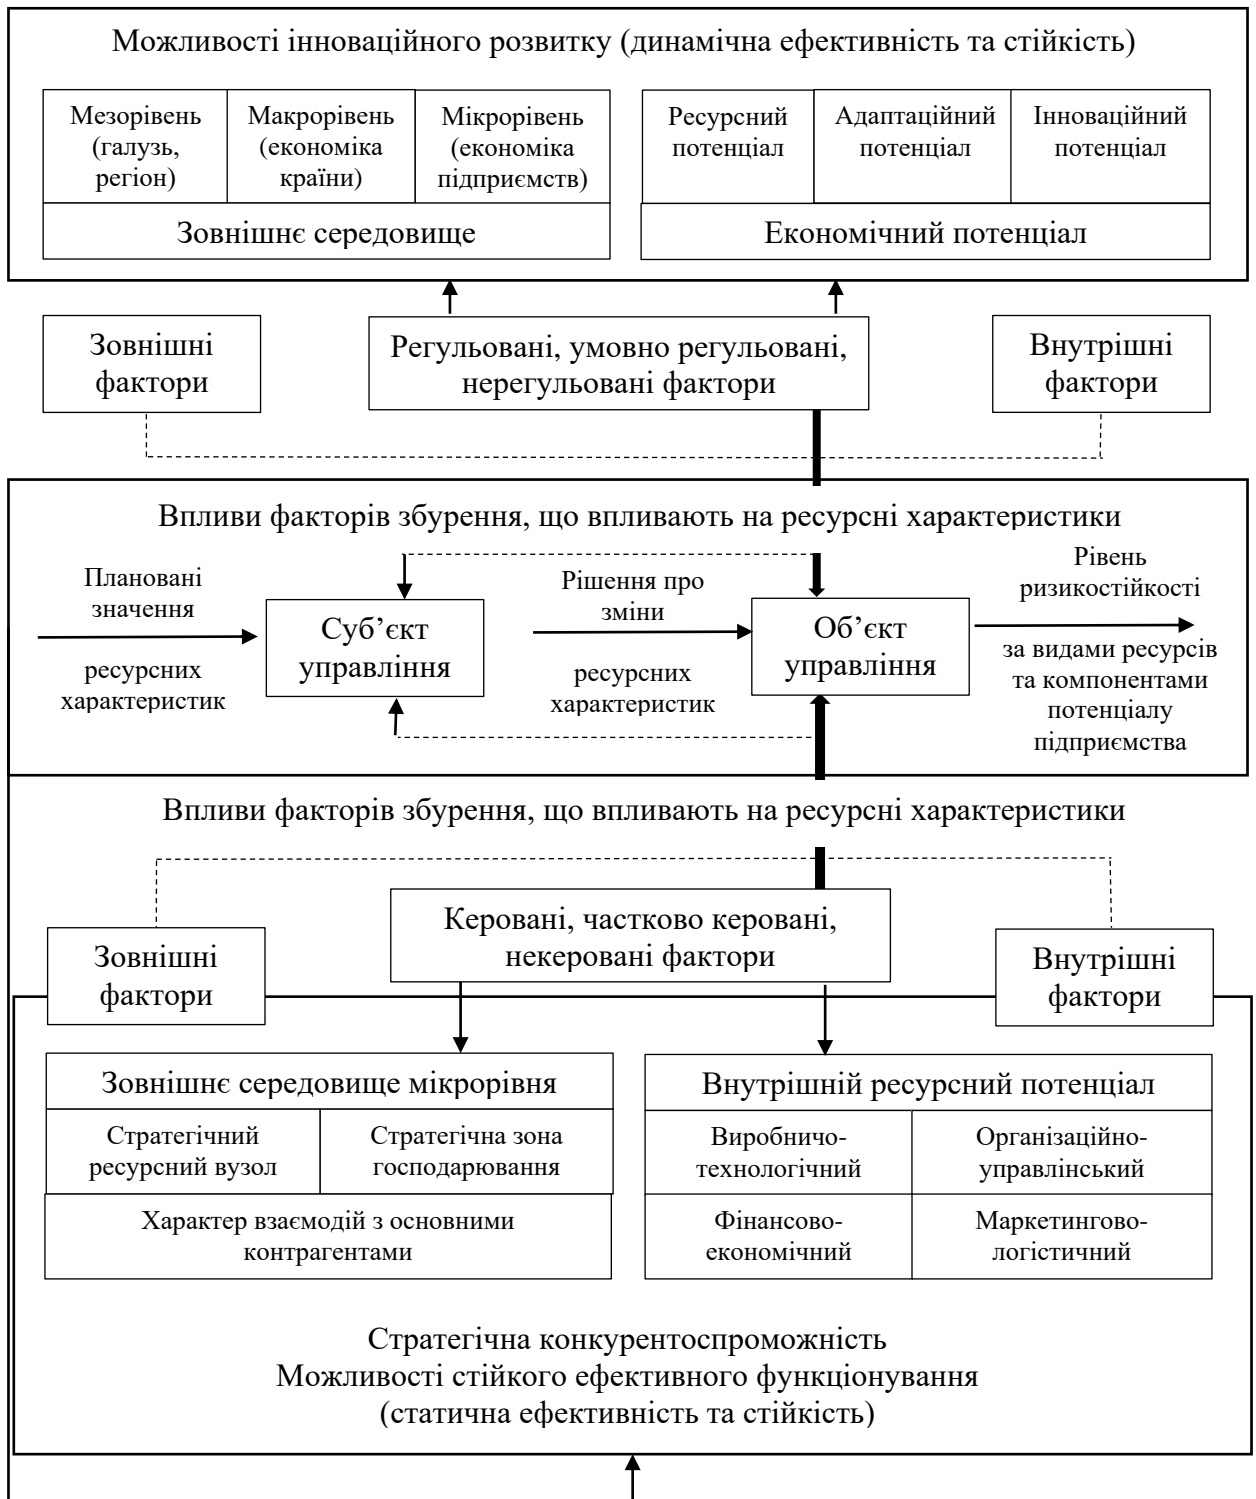 Можливості інноваційного розвитку (динамічна ефективність та стійкість)
Мезорівень
(галузь,
регіон)
Макрорівень
(економіка
країни)
Мікрорівень
(економіка
підприємств)
Зовнішнє середовище
Ресурсний
потенціал
Адаптаційний
потенціал
Інноваційний
потенціал
Економічний потенціал
Зовнішні
фактори
Регульовані, умовно регульовані,
нерегульовані фактори
Внутрішні
фактори
Впливи факторів збурення, що впливають на ресурсні характеристики
Плановані
значення
ресурсних
характеристик
Суб’єкт
управління
Рішення про
зміни
ресурсних
характеристик
Об’єкт
управління
Рівень
ризикостійкості
за видами ресурсів
та компонентами
потенціалу
підприємства
Впливи факторів збурення, що впливають на ресурсні характеристики
Зовнішні
фактори
Керовані, частково керовані,
некеровані фактори
Внутрішні
фактори
Зовнішнє середовище мікрорівня
Стратегічний
ресурсний вузол
Стратегічна зона
господарювання
Характер взаємодій з основними
контрагентами
Внутрішній ресурсний потенціал
Виробничо-
технологічний
Організаційно-
управлінський
Фінансово-
економічний
Маркетингово-
логістичний
Стратегічна конкурентоспроможність
Можливості стійкого ефективного функціонування
(статична ефективність та стійкість)